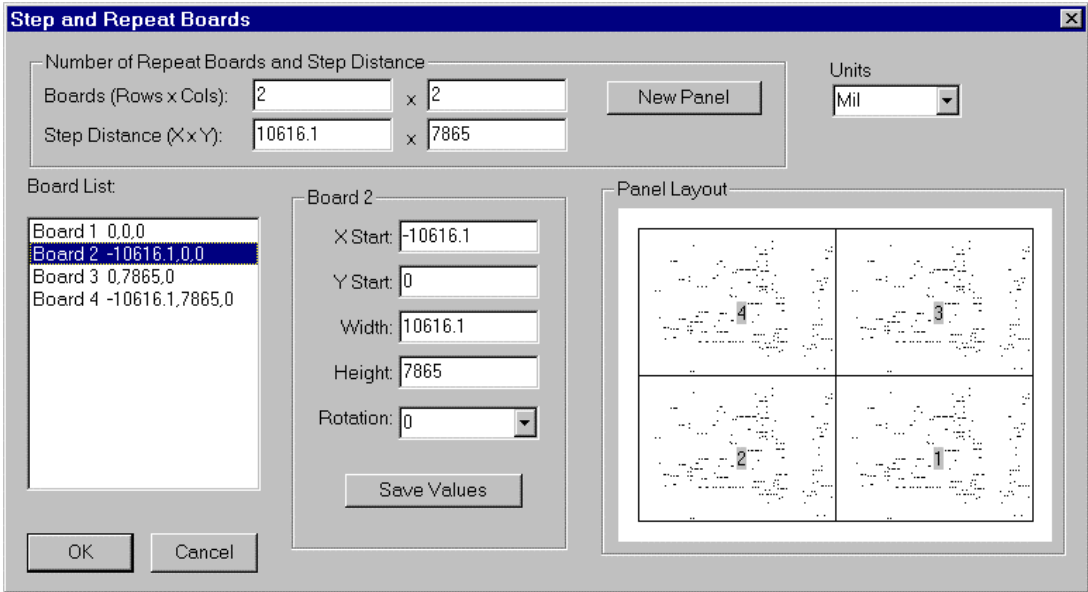 Step and Repeat Boards
Number of Repeat Boards and Step Distance
Boards (Rows x Cols): 2 x 2 New Panel
Step Distance (X x Y): 10616.1 x 7865
Units
Mil
Board List:
Board 1 0,0,0
Board 2 -10616.1,0,0
Board 3 0,7865,0
Board 4 -10616.1,7865,0
Board 2
X Start: -10616.1
Y Start: 0
Width: 10616.1
Height: 7865
Rotation: 0
Save Values
Panel Layout
4 3
2 1
OK Cancel